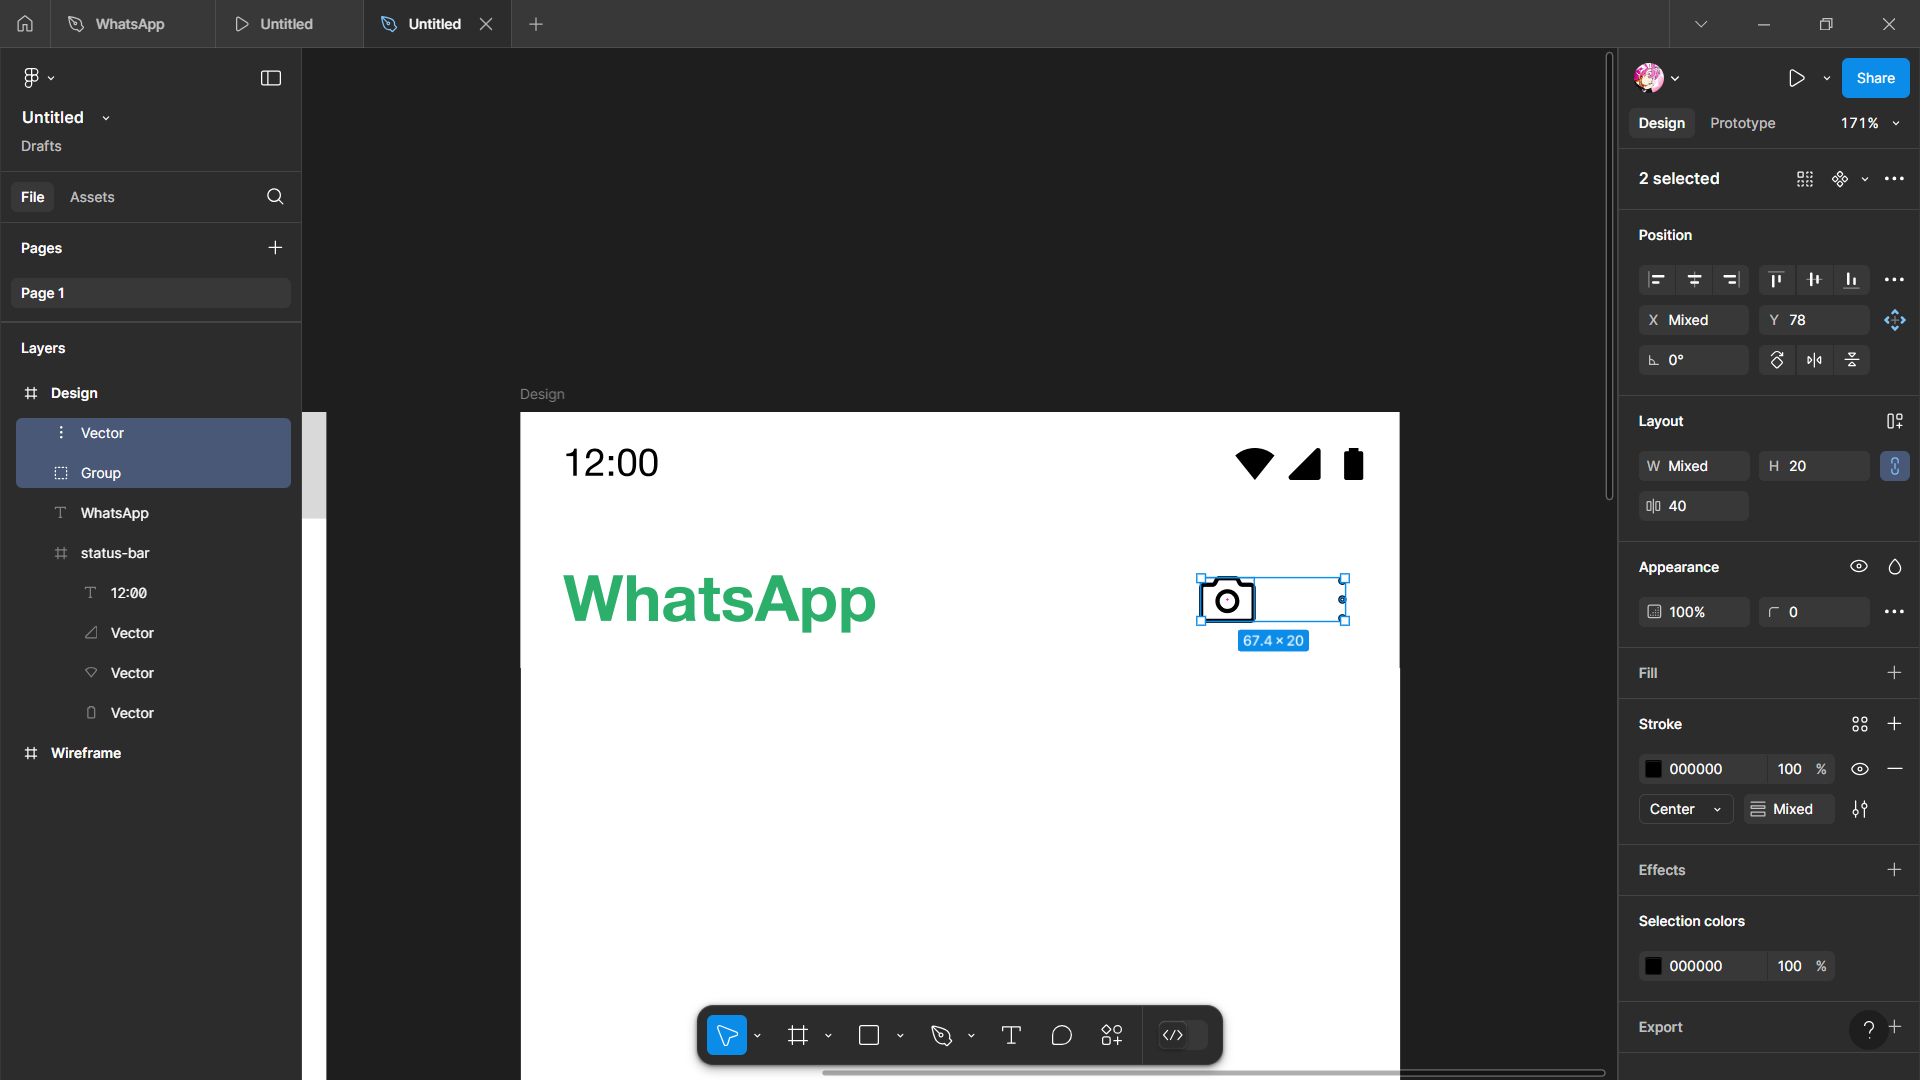 WhatsApp
Untitled
Untitled
Untitled
Drafts
File
Assets
Pages
Page 1
Layers
Design
Vector
Group
WhatsApp
status-bar
12:00
Vector
Vector
Vector
Wireframe
Design
12:00
WhatsApp
67.4 × 20
Share
Design
Prototype
171%
2 selected
Position
X Mixed
Y 78
0°
Layout
W Mixed
H 20
40
Appearance
100%
0
Fill
Stroke
000000 100 %
Center
Mixed
Effects
Selection colors
000000 100 %
Export
?